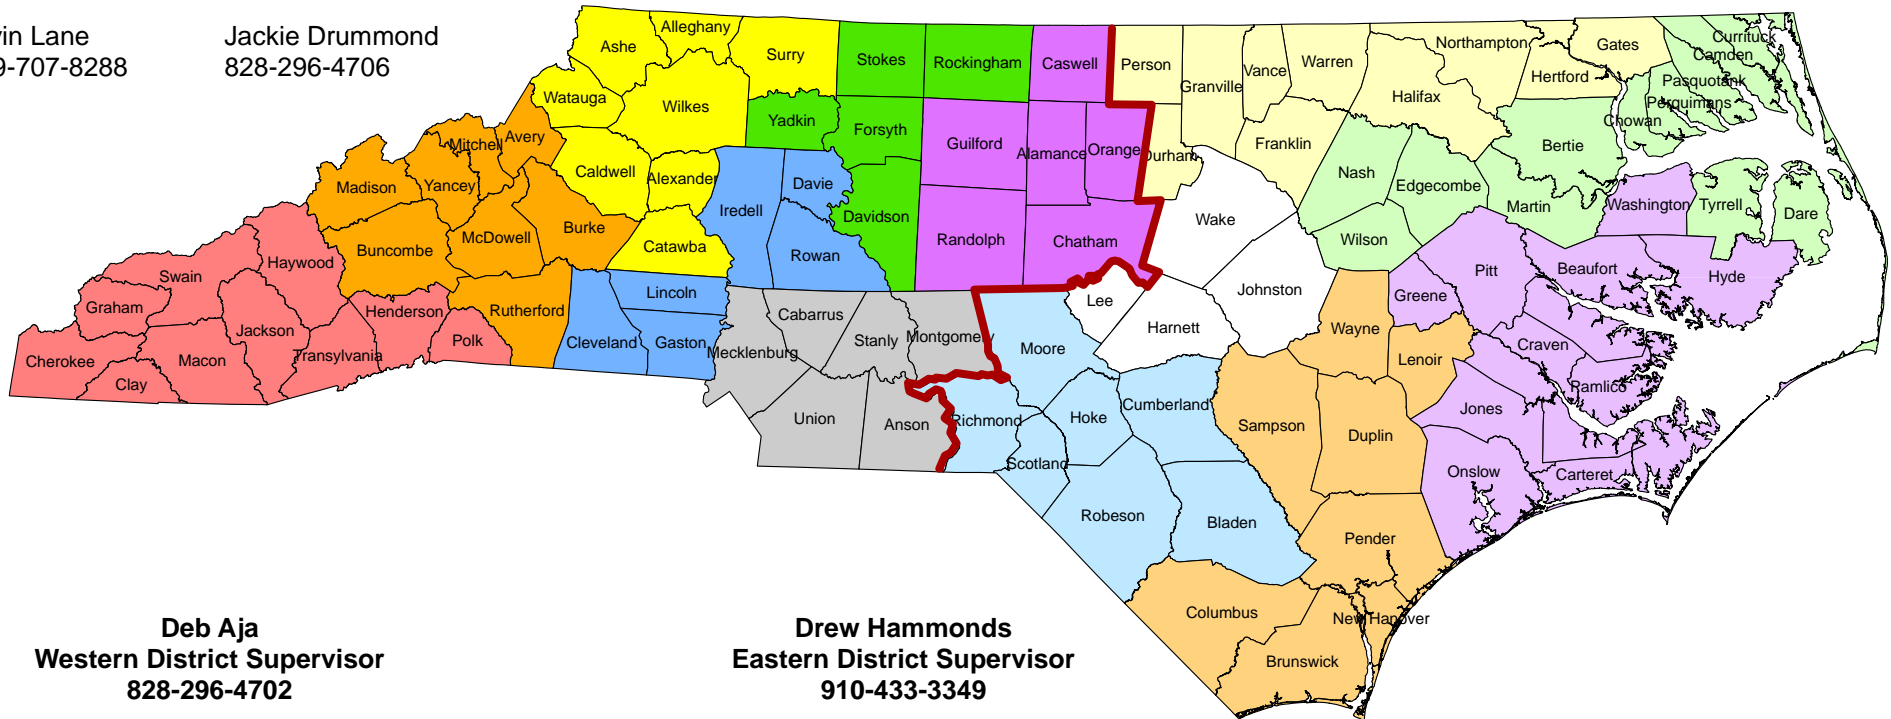 vin Lane
9-707-8288
Jackie Drummond
828-296-4706
Ashe
Alleghany
Surry
Stokes
Rockingham
Caswell
Person
Granville
Vance
Warren
Northampton
Gates
Hertford
Halifax
Currituck
Camden
Pasquotank
Perquimans
Chowan
Bertie
Watauga
Wilkes
Yadkin
Forsyth
Guilford
Alamance
Orange
Durham
Franklin
Nash
Edgecombe
Martin
Washington
Tyrrell
Dare
Mitchell
Avery
Madison
Yancey
Caldwell
Alexander
Iredell
Davie
Davidson
Randolph
Chatham
Wake
Wilson
Buncombe
McDowell
Burke
Catawba
Rowan
Haywood
Swain
Graham
Jackson
Henderson
Polk
Rutherford
Cleveland
Lincoln
Gaston
Cherokee
Clay
Macon
Transylvania
Mecklenburg
Cabarrus
Stanly
Montgomery
Union
Anson
Richmond
Moore
Lee
Harnett
Johnston
Wayne
Greene
Lenoir
Pitt
Beaufort
Hyde
Craven
Ramlico
Jones
Onslow
Carteret
Hoke
Cumberland
Scotland
Robeson
Bladen
Sampson
Duplin
Pender
Columbus
New Hanover
Brunswick
Deb Aja
Western District Supervisor
828-296-4702
Drew Hammonds
Eastern District Supervisor
910-433-3349